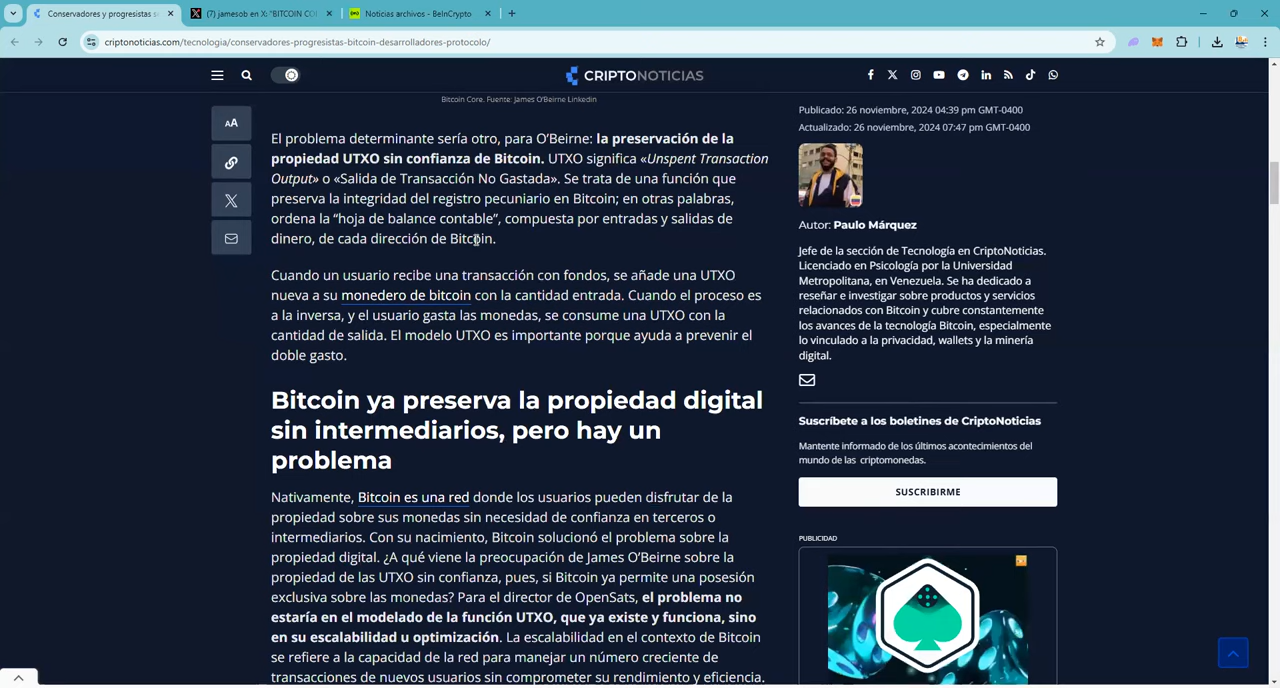 Conservadores y progresistas s
(7) jamesob en X: "BITCOIN CO
Noticias archivos - BeInCrypto
criptonoticias.com/tecnologia/conservadores-progresistas-bitcoin-desarrolladores-protocolo/
CRIPTONOTICIAS
AA
Bitcoin Core. Fuente: James O'Beirne Linkedin
El problema determinante sería otro, para O'Beirne: la preservación de la
propiedad UTXO sin confianza de Bitcoin. UTXO significa «Unspent Transaction
Output» o «Salida de Transacción No Gastada». Se trata de una función que
preserva la integridad del registro pecuniario en Bitcoin; en otras palabras,
ordena la “hoja de balance contable”, compuesta por entradas y salidas de
dinero, de cada dirección de Bitcoin.
Cuando un usuario recibe una transacción con fondos, se añade una UTXO
nueva a su monedero de bitcoin con la cantidad entrada. Cuando el proceso es
a la inversa, y el usuario gasta las monedas, se consume una UTXO con la
cantidad de salida. El modelo UTXO es importante porque ayuda a prevenir el
doble gasto.
Bitcoin ya preserva la propiedad digital
sin intermediarios, pero hay un
problema
Nativamente, Bitcoin es una red donde los usuarios pueden disfrutar de la
propiedad sobre sus monedas sin necesidad de confianza en terceros o
intermediarios. Con su nacimiento, Bitcoin solucionó el problema sobre la
propiedad digital. ¿A qué viene la preocupación de James O'Beirne sobre la
propiedad de las UTXO sin confianza, pues, si Bitcoin ya permite una posesión
exclusiva sobre las monedas? Para el director de OpenSats, el problema no
estaría en el modelado de la función UTXO, que ya existe y funciona, sino
en su escalabilidad u optimización. La escalabilidad en el contexto de Bitcoin
se refiere a la capacidad de la red para manejar un número creciente de
transacciones de nuevos usuarios sin comprometer su rendimiento y eficiencia.
Publicado: 26 noviembre, 2024 04:39 pm GMT-0400
Actualizado: 26 noviembre, 2024 07:47 pm GMT-0400
Autor: Paulo Márquez
Jefe de la sección de Tecnología en CriptoNoticias.
Licenciado en Psicología por la Universidad
Metropolitana, en Venezuela. Se ha dedicado a
reseñar e investigar sobre productos y servicios
relacionados con Bitcoin y cubre constantemente
los avances de la tecnología Bitcoin, especialmente
lo vinculado a la privacidad, wallets y la minería
digital.
Suscríbete a los boletines de CriptoNoticias
Mantente informado de los últimos acontecimientos del
mundo de las criptomonedas.
SUSCRIBIRME
PUBLICIDAD